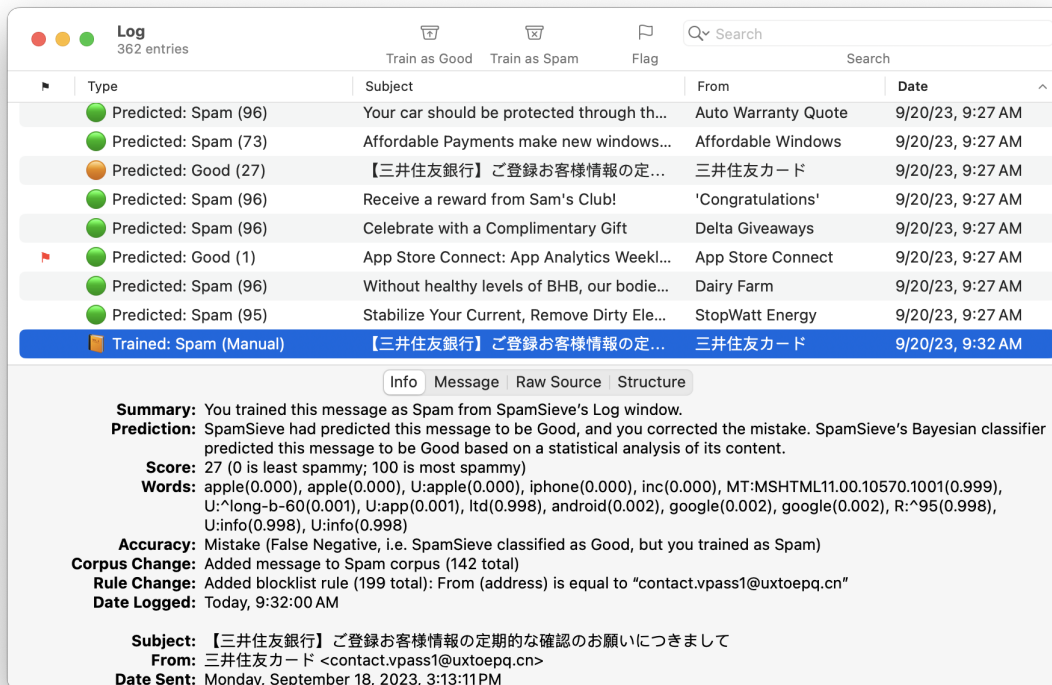 Log
362 entries
Train as Good
Train as Spam
Flag
Search
Search
Type Subject From Date
Predicted: Spam (96) Your car should be protected through th... Auto Warranty Quote 9/20/23, 9:27 AM
Predicted: Spam (73) Affordable Payments make new windows... Affordable Windows 9/20/23, 9:27 AM
Predicted: Good (27) 【三井住友銀行】ご登録お客様情報の定... 三井住友カード 9/20/23, 9:27 AM
Predicted: Spam (96) Receive a reward from Sam's Club! 'Congratulations' 9/20/23, 9:27 AM
Predicted: Spam (96) Celebrate with a Complimentary Gift Delta Giveaways 9/20/23, 9:27 AM
Predicted: Good (1) App Store Connect: App Analytics Weekl... App Store Connect 9/20/23, 9:27 AM
Predicted: Spam (96) Without healthy levels of BHB, our bodie... Dairy Farm 9/20/23, 9:27 AM
Predicted: Spam (95) Stabilize Your Current, Remove Dirty Ele... StopWatt Energy 9/20/23, 9:27 AM
Trained: Spam (Manual) 【三井住友銀行】ご登録お客様情報の定... 三井住友カード 9/20/23, 9:32 AM
Info Message Raw Source Structure
Summary: You trained this message as Spam from SpamSieve’s Log window.
Prediction: SpamSieve had predicted this message to be Good, and you corrected the mistake. SpamSieve’s Bayesian classifier
predicted this message to be Good based on a statistical analysis of its content.
Score: 27 (0 is least spammy; 100 is most spammy)
Words: apple(0.000), apple(0.000), U:apple(0.000), iphone(0.000), inc(0.000), MT:MSHTML11.00.10570.1001(0.999),
U:^long-b-60(0.001), U:app(0.001), ltd(0.998), android(0.002), google(0.002), google(0.002), R:^95(0.998),
U:info(0.998), U:info(0.998)
Accuracy: Mistake (False Negative, i.e. SpamSieve classified as Good, but you trained as Spam)
Corpus Change: Added message to Spam corpus (142 total)
Rule Change: Added blocklist rule (199 total): From (address) is equal to “contact.vpass1@uxtoepq.cn”
Date Logged: Today, 9:32:00 AM
Subject: 【三井住友銀行】ご登録お客様情報の定期的な確認のお願いにつきまして
From: 三井住友カード <contact.vpass1@uxtoepq.cn>
Date Sent: Monday, September 18, 2023, 3:13:11 PM